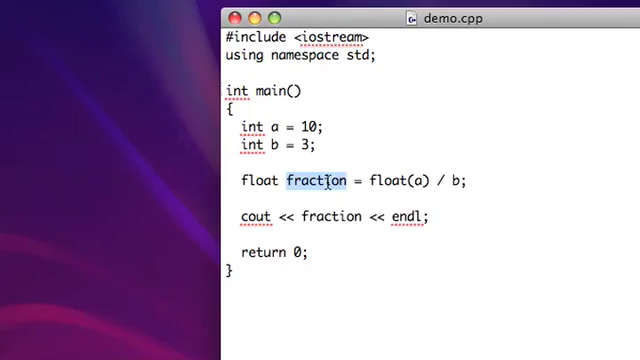 demo.cpp
#include <iostream>
using namespace std;
int main()
{
int a = 10;
int b = 3;
float fraction = float(a) / b;
cout << fraction << endl;
return 0;
}